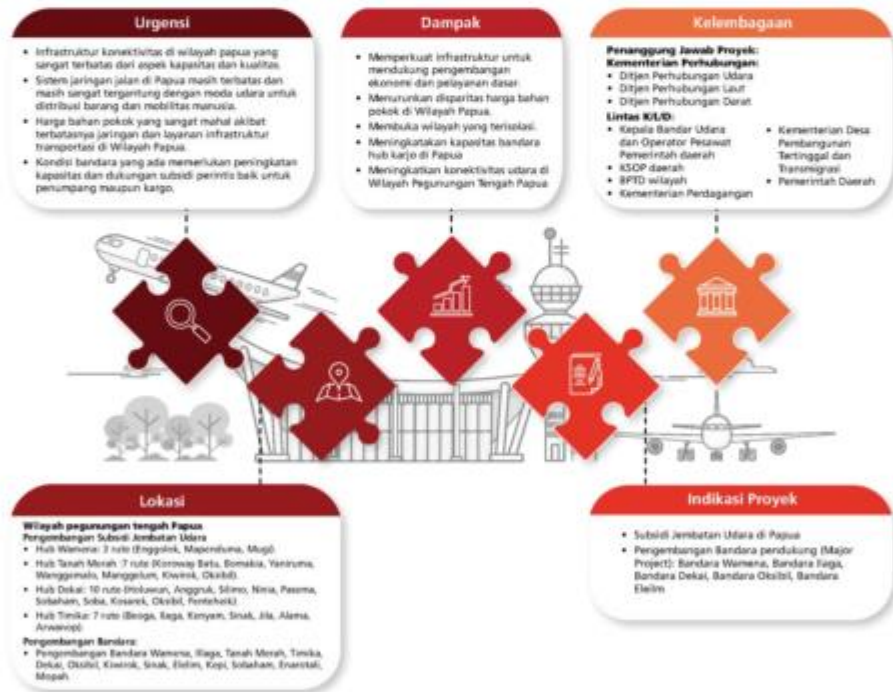 Urgensi
• Infrastruktur konektivitas di wilayah papua yang
sangat terbatas dari aspek kapasitas dan kualitas.
• Sistem jaringan jalan di Papua masih terbatas dan
masih sangat tergantung dengan moda udara untuk
distribusi barang dan mobilitas manusia.
• Harga bahan pokok yang sangat mahal akibat
terbatasnya jaringan dan layanan infrastruktur
transportasi di Wilayah Papua.
• Kondisi bandara yang ada memerlukan peningkatan
kapasitas dan dukungan subsidi perintis baik untuk
penumpang maupun kargo.
Dampak
• Memperkuat infrastruktur untuk
mendukung pengembangan
ekonomi dan pelayanan dasar.
• Menurunkan disparitas harga bahan
pokok di Wilayah Papua.
• Membuka wilayah yang terisolasi.
• Meningkatakan kapasitas bandara
hub karjo di Papua
• Meningkatkan konektivitas udara di
Wilayah Pegunungan Tengah Papua
Kelembagaan
Penanggung Jawab Proyek:
Kementerian Perhubungan:
• Ditjen Perhubungan Udara
• Ditjen Perhubungan Laut
• Ditjen Perhubungan Darat
Lintas K/L/D:
• Kepala Bandar Udara
dan Operator Pesawat
Pemerintah daerah
• KSOP daerah
• BPTD wilayah
• Kementerian Perdagangan
• Kementerian Desa
Pembangunan
Tertinggal dan
Transmigrasi
• Pemerintah Daerah
Lokasi
Wilayah pegunungan tengah Papua
Pengembangan Subsidi Jembatan Udara
• Hub Wamena: 3 rute (Enggolok, Mapenduma, Mugi).
• Hub Tanah Merah :7 rute (Koroway Batu, Bomakia, Yaniruma,
Wanggemalo, Manggelum, Kiwirok, Oksibil).
• Hub Dekai: 10 rute (Holuwun, Anggruk, Silimo, Ninia, Pasema,
Sobaham, Soba, Kosarek, Oksibil,
• Hub Timika: 7 rute (Beoga, Ilaga, Kenyam, Sinak, Jila, Alama,
Arwanop)
Pengembangan Bandara:
• Pengembangan Bandara Wamena, Illaga, Tanah Merah, Timika,
Dekai, Oksibil, Kiwirok, Sinak, Elelim, Kepi, Sobaham, Enarotali,
Mopah
Indikasi Proyek
• Subsidi Jembatan Udara di Papua
• Pengembangan Bandara pendukung (Major
Project): Bandara Wamena, Bandara Ilaga,
Bandara Dekai, Bandara Oksibil, Bandara
Elelim